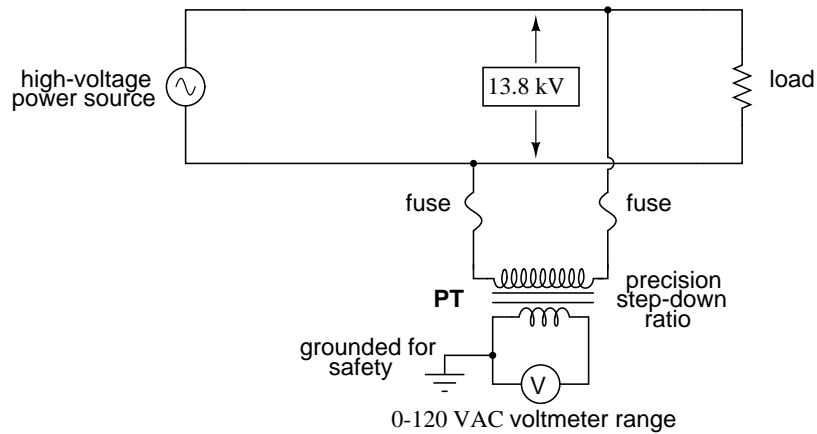 high-voltage
power source
13.8 kV
load
fuse
fuse
PT
precision
step-down
ratio
grounded for
safety
V
0-120 VAC voltmeter range